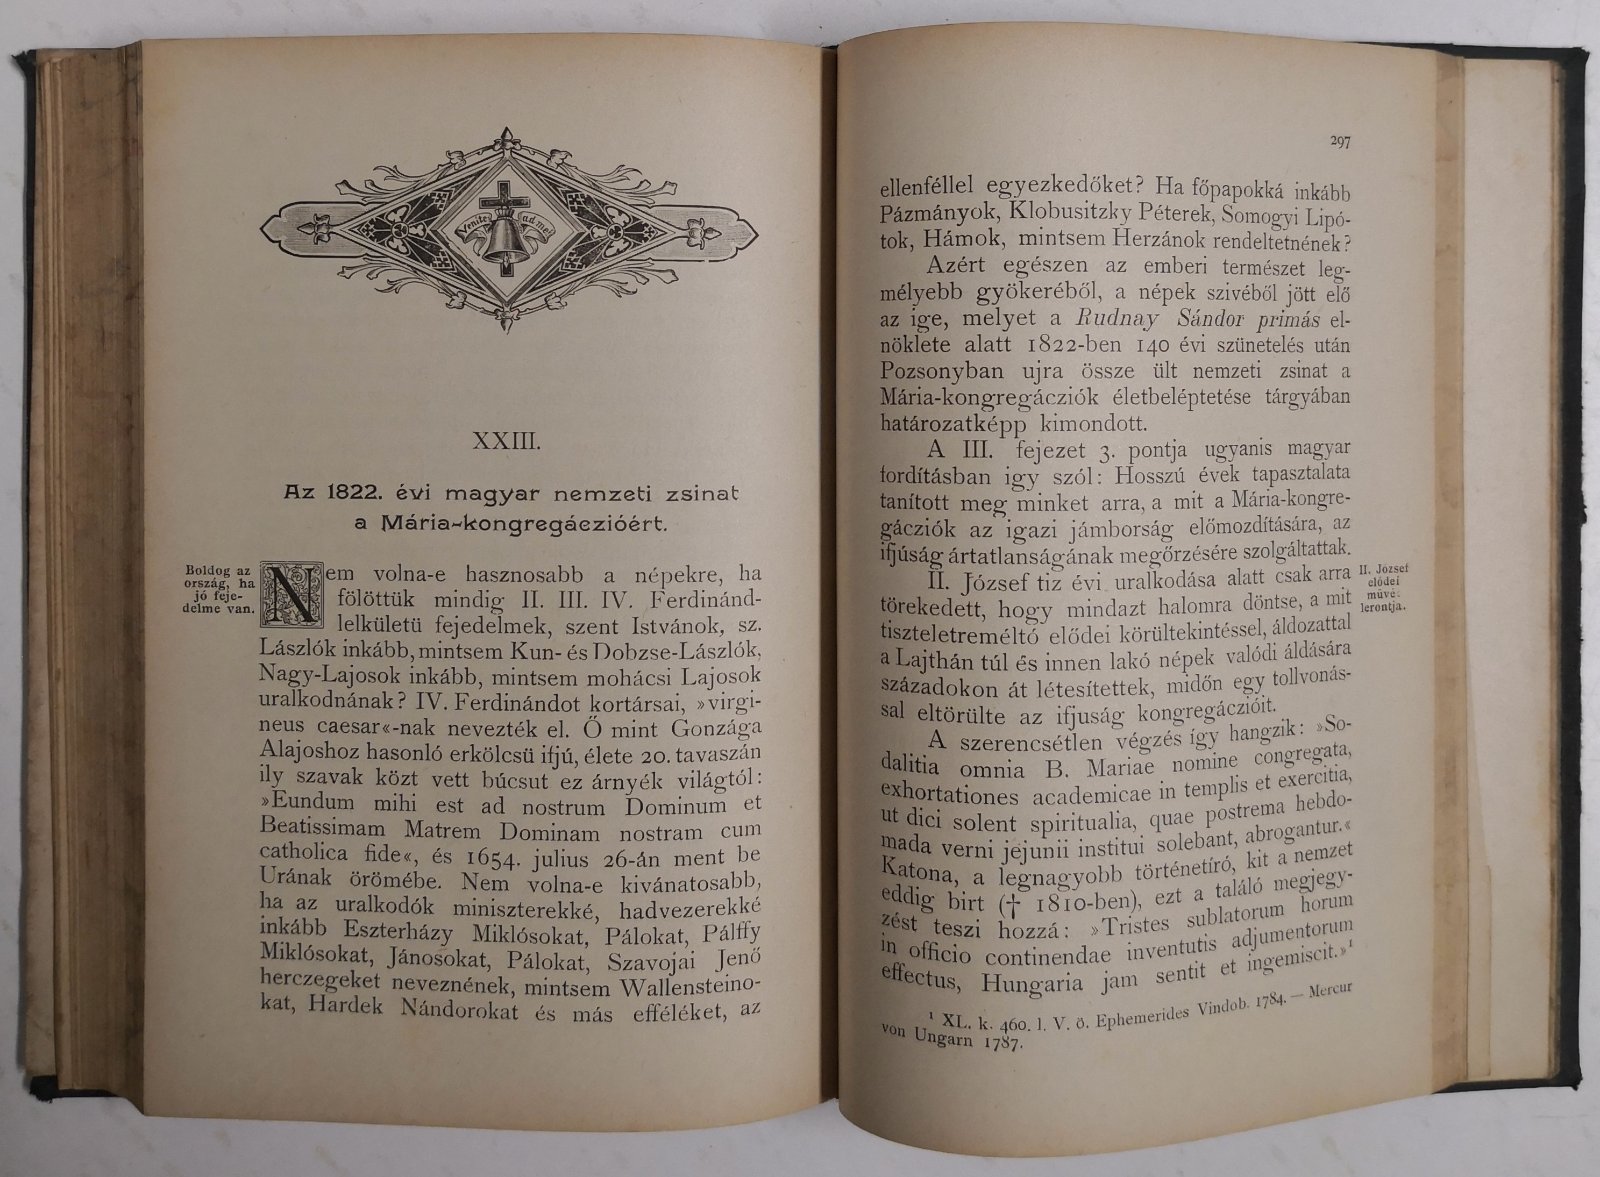 Venite ad me!
XXIII.
Az 1822. évi magyar nemzeti zsinat
a Mária-kongregáczióért.
Boldog az
ország, ha
jó feje-
delme van.
Nem volna-e hasznosabb a népekre, ha
fölöttük mindig II. III. IV. Ferdinánd-
lelkületü fejedelmek, szent Istvánok, sz.
Lászlók inkább, mintsem Kun- és Dobzse-Lászlók,
Nagy-Lajosok inkább, mintsem mohácsi Lajosok
uralkodnának? IV. Ferdinándot kortársai, »virgi-
neus caesar«-nak nevezték el. Ő mint Gonzága
Alajoshoz hasonló erkölcsü ifjú, élete 20. tavaszán
ily szavak közt vett búcsut ez árnyék világtól:
»Eundum mihi est ad nostrum Dominum et
Beatissimam Matrem Dominam nostram cum
catholica fide«, és 1654. julius 26-án ment be
Urának örömébe. Nem volna-e kivánatosabb,
ha az uralkodók miniszterekké, hadvezerekké
inkább Eszterházy Miklósokat, Pálokat, Pálffy
Miklósokat, Jánosokat, Pálokat, Szavojai Jenő
herczegeket neveznének, mintsem Wallensteino-
kat, Hardek Nándorokat és más efféléket, az
297
ellenféllel egyezkedőket? Ha főpapokká inkább
Pázmányok, Klobusitzky Péterek, Somogyi Lipó-
tok, Hámok, mintsem Herzánok rendeltetnének?
Azért egészen az emberi természet leg-
mélyebb gyökeréből, a népek szivéből jött elő
az ige, melyet a Rudnay Sándor primás el-
nöklete alatt 1822-ben 140 évi szünetelés után
Pozsonyban ujra össze ült nemzeti zsinat a
Mária-kongregácziók életbeléptetése tárgyában
határozatképp kimondott.
A III. fejezet 3. pontja ugyanis magyar
fordításban igy szól: Hosszú évek tapasztalata
tanított meg minket arra, a mit a Mária-kongre-
gácziók az igazi jámborság előmozdítására, az
ifjúság ártatlanságának megőrzésére szolgáltattak.
II. József tiz évi uralkodása alatt csak arra
törekedett, hogy mindazt halomra döntse, a mit
tiszteletreméltó elődei körültekintéssel, áldozattal
a Lajthán túl és innen lakó népek valódi áldására
századokon át létesítettek, midőn egy tollvonás-
sal eltörülte az ifjuság kongregáczióit.
II. József
elődei
művé-
lerontja.
A szerencsétlen végzés így hangzik: »So-
dalitia omnia B. Mariae nomine congregata,
exhortationes academicae in templis et exercitia,
ut dici solent spiritualia, quae postrema hebdo-
mada verni jejunii institui solebant, abrogantur.«
Katona, a legnagyobb történetíró, kit a nemzet
eddig birt († 1810-ben), ezt a találó megjegy-
zést teszi hozzá: »Tristes sublatorum horum
in officio continendae inventutis adjumentorum
effectus, Hungaria jam sentit et ingemiscit.»¹
¹ XL. k. 460. l. V. ö. Ephemerides Vindob. 1784. — Mercur
von Ungarn 1787.